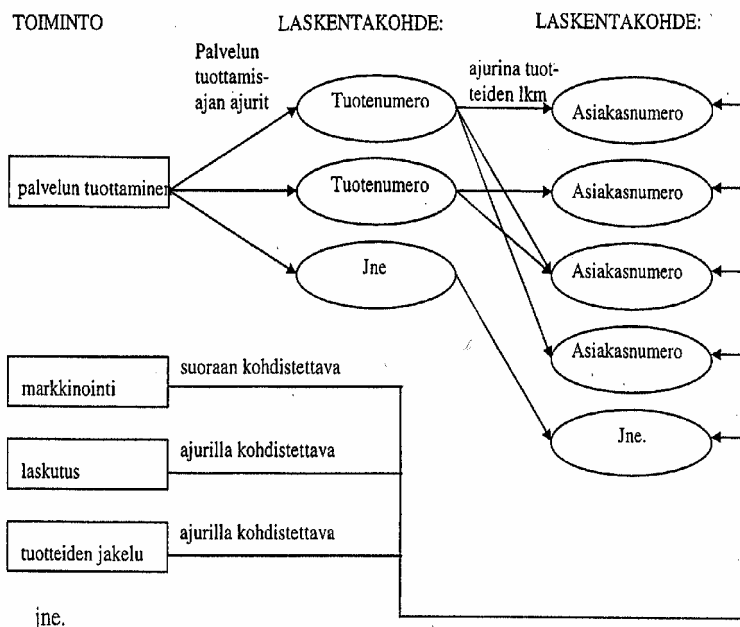 TOIMINTO
LASKENTAKOHDE:
LASKENTAKOHDE:
Palvelun
tuottamis-
ajan ajurit
ajurina tuot-
teiden lkm
Tuotenumero
Asiakasnumero
palvelun tuottaminen
Tuotenumero
Asiakasnumero
Jne
Asiakasnumero
Asiakasnumero
Jne.
markkinointi
suoraan kohdistettava
laskutus
ajurilla kohdistettava
tuotteiden jakelu
ajurilla kohdistettava
jne.